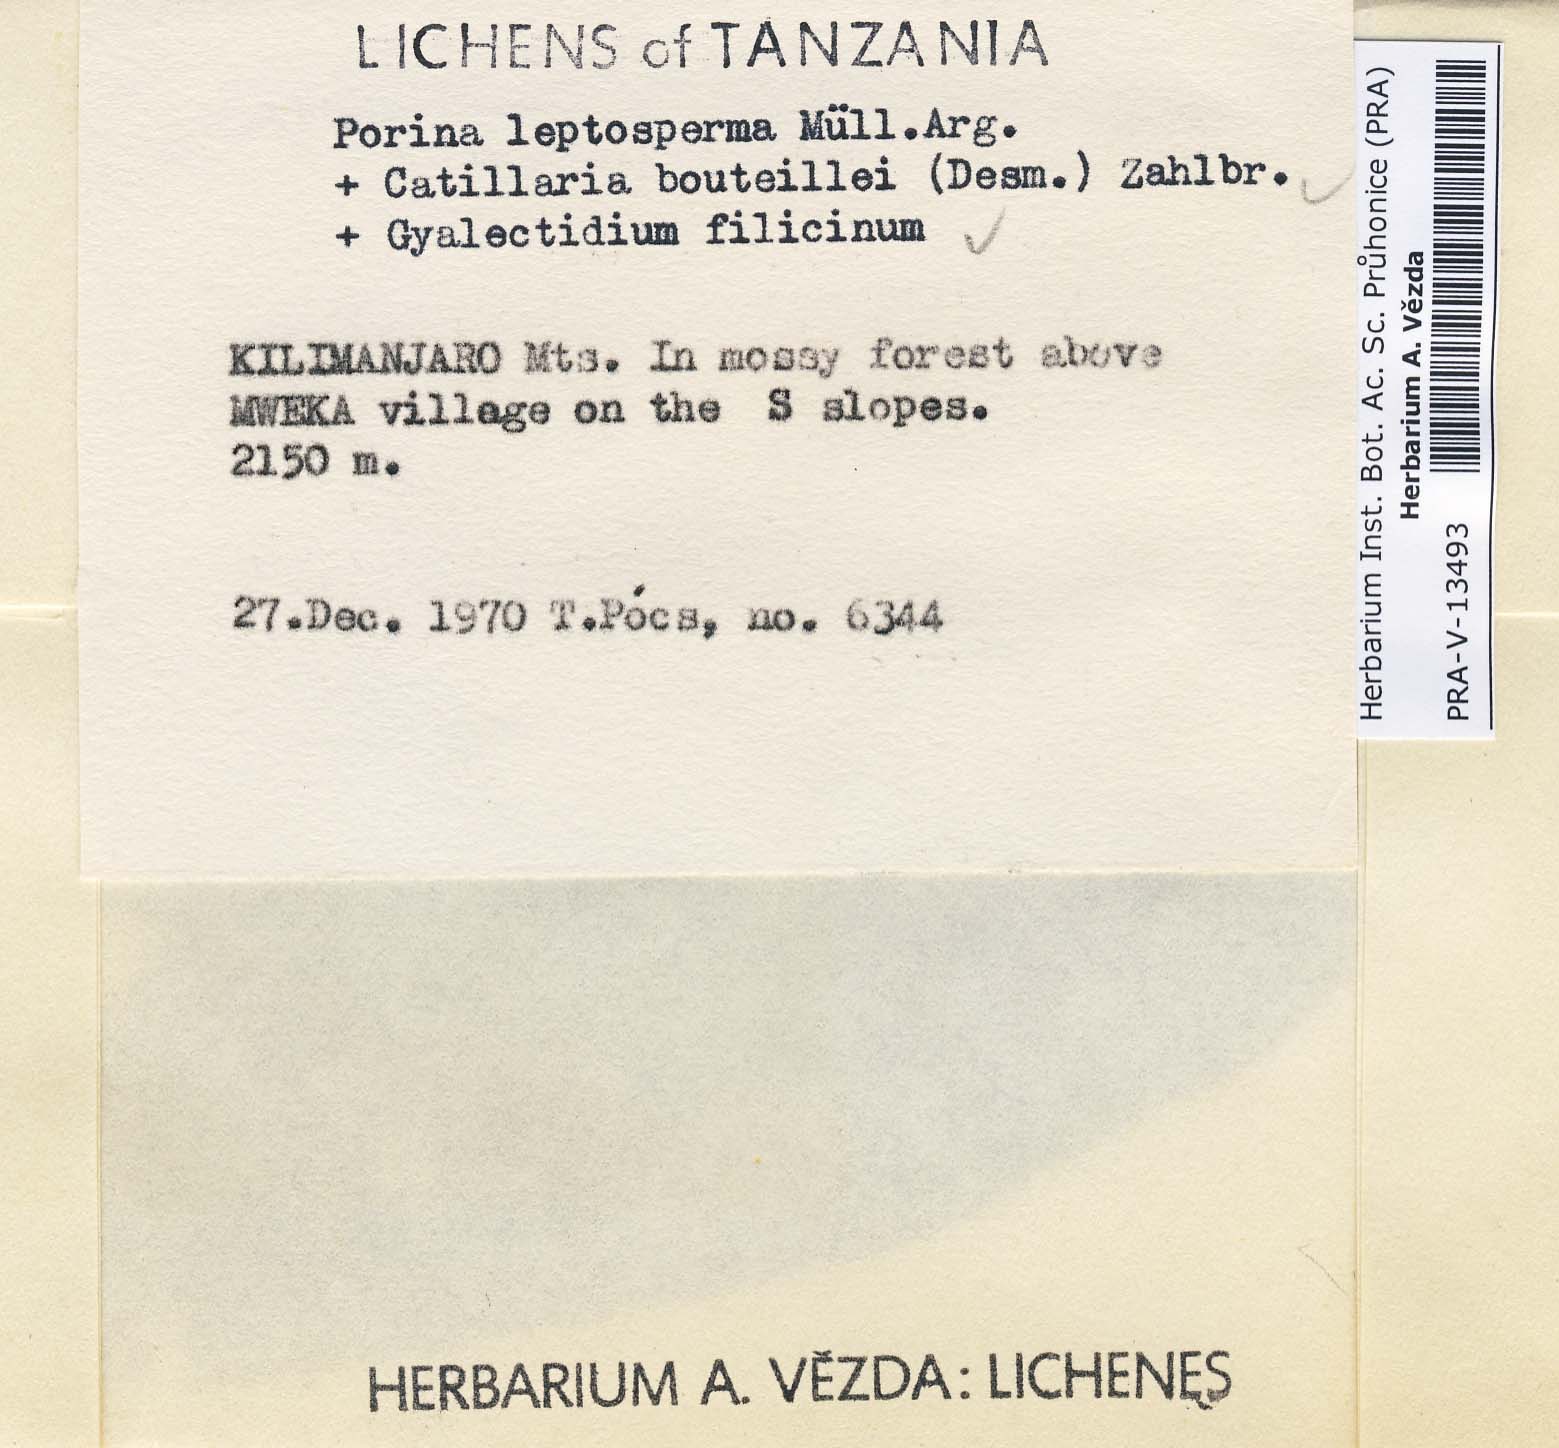 LICHENS of TANZANIA
Porina leptosperma Müll.Arg.
+ Catillaria bouteillei (Desm.) Zahlbr.
+ Gyalectidium filicinum
KILIMANJARO Mts. In mossy forest above
MWEKA village on the S slopes.
2150 m.
27.Dec. 1970 T.Pócs, no. 6344
HERBARIUM A. VĚZDA: LICHENES
Herbarium Inst. Bot. Ac. Sc. Průhonice (PRA)
Herbarium A. Vězda
PRA-V-13493